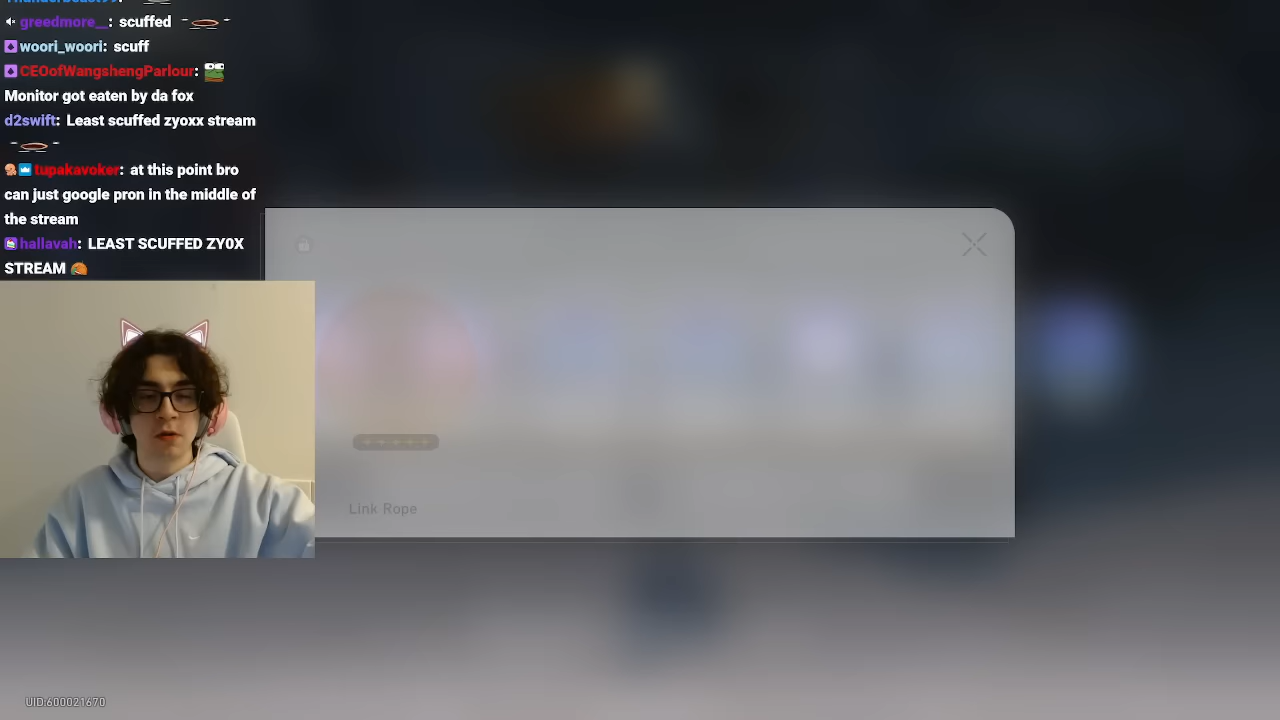 greedmore__: scuffed
woori_woori: scuff
CEOofWangshengParlour:
Monitor got eaten by da fox
d2swift: Least scuffed zyoxx stream
tupakavoker: at this point bro
can just google pron in the middle of
the stream
hallavah: LEAST SCUFFED ZY0X
STREAM
Link Rope
UID:600021670